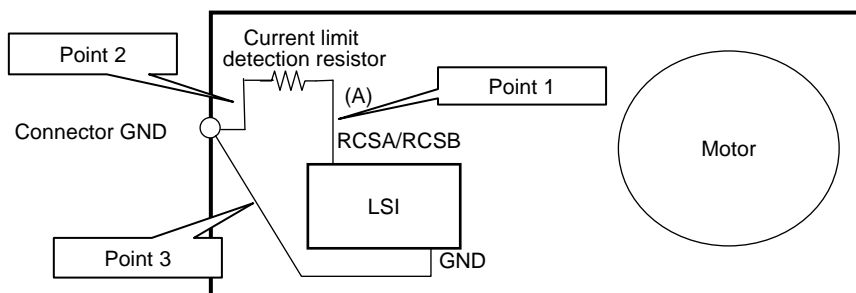 Point 2
Current limit
detection resistor
(A)
Point 1
Connector GND
RCSA/RCSB
Motor
LSI
Point 3
GND